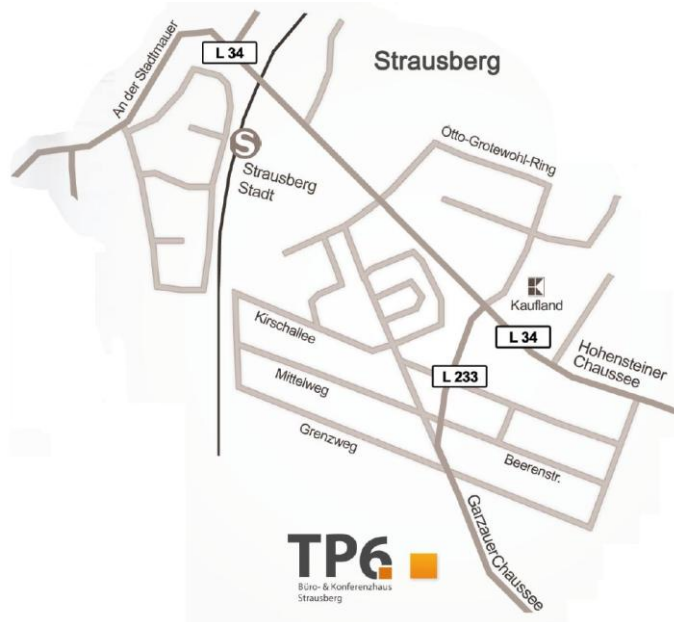 An der Stadtmauer
L 34
Strausberg
Otto-Grotewohl-Ring
S
Strausberg
Stadt
Kaufland
Kirschallee
L 34
Hohensteiner
Chaussee
Mittelweg
L 233
Grenzweg
Beerenstr.
Garzauer Chaussee
TP6
Büro- & Konferenzhaus
Strausberg